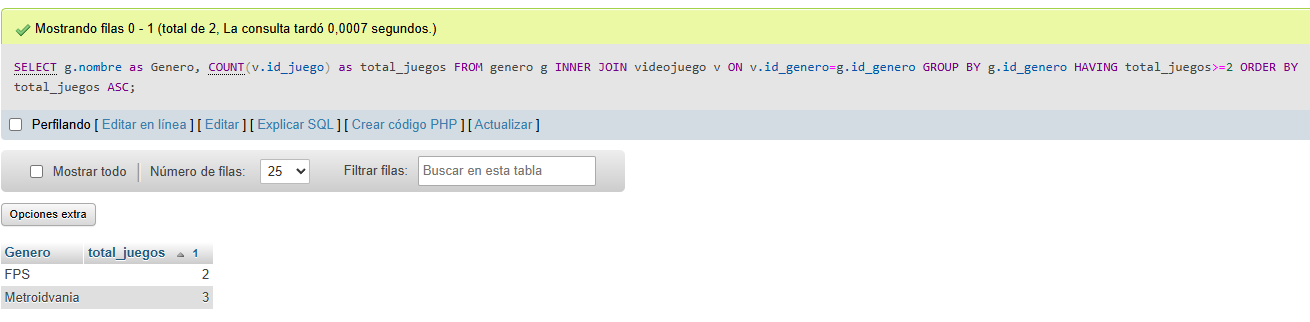 Mostrando filas 0 - 1 (total de 2, La consulta tardó 0,0007 segundos.)
SELECT g.nombre as Genero, COUNT(v.id_juego) as total_juegos FROM genero g INNER JOIN videojuego v ON v.id_genero=g.id_genero GROUP BY g.id_genero HAVING total_juegos>=2 ORDER BY
total_juegos ASC;
Perfilando [ Editar en línea ] [ Editar ] [ Explicar SQL ] [ Crear código PHP ] [ Actualizar ]
Mostrar todo Número de filas: 25 Filtrar filas: Buscar en esta tabla
Opciones extra
Genero total_juegos 1
FPS 2
Metroidvania 3